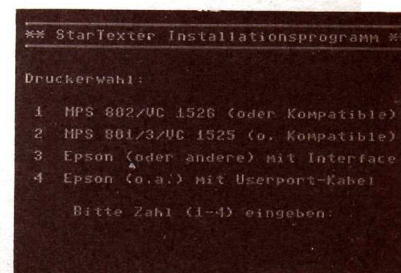 ** StarTexter Installationsprogramm **
Druckerwahl:
1 MPS 802/VC 1526 (oder Kompatible)
2 MPS 801/3/VC 1525 (o. Kompatible)
3 Epson (oder andere) mit Interface
4 Epson (o.a.) mit Userport-Kabel
Bitte Zahl (1-4) eingeben: